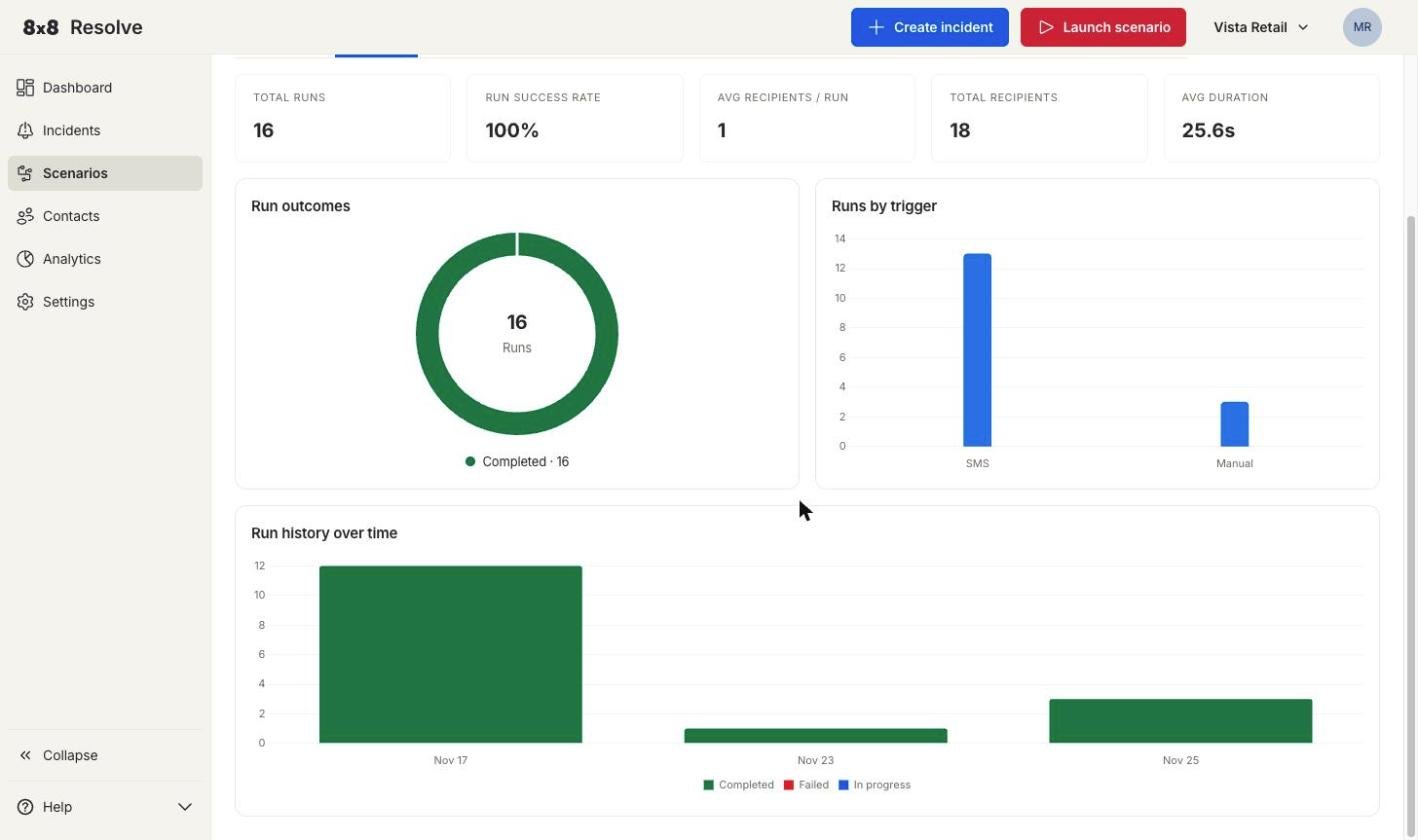 8x8 Resolve
Create incident
Launch scenario
Vista Retail
MR
Dashboard
Incidents
Scenarios
Contacts
Analytics
Settings
Collapse
Help
TOTAL RUNS
16
RUN SUCCESS RATE
100%
AVG RECIPIENTS / RUN
1
TOTAL RECIPIENTS
18
AVG DURATION
25.6s
Run outcomes
16
Runs
Completed · 16
Runs by trigger
14
12
10
8
6
4
2
0
SMS
Manual
Run history over time
12
10
8
6
4
2
0
Nov 17
Nov 23
Nov 25
Completed
Failed
In progress